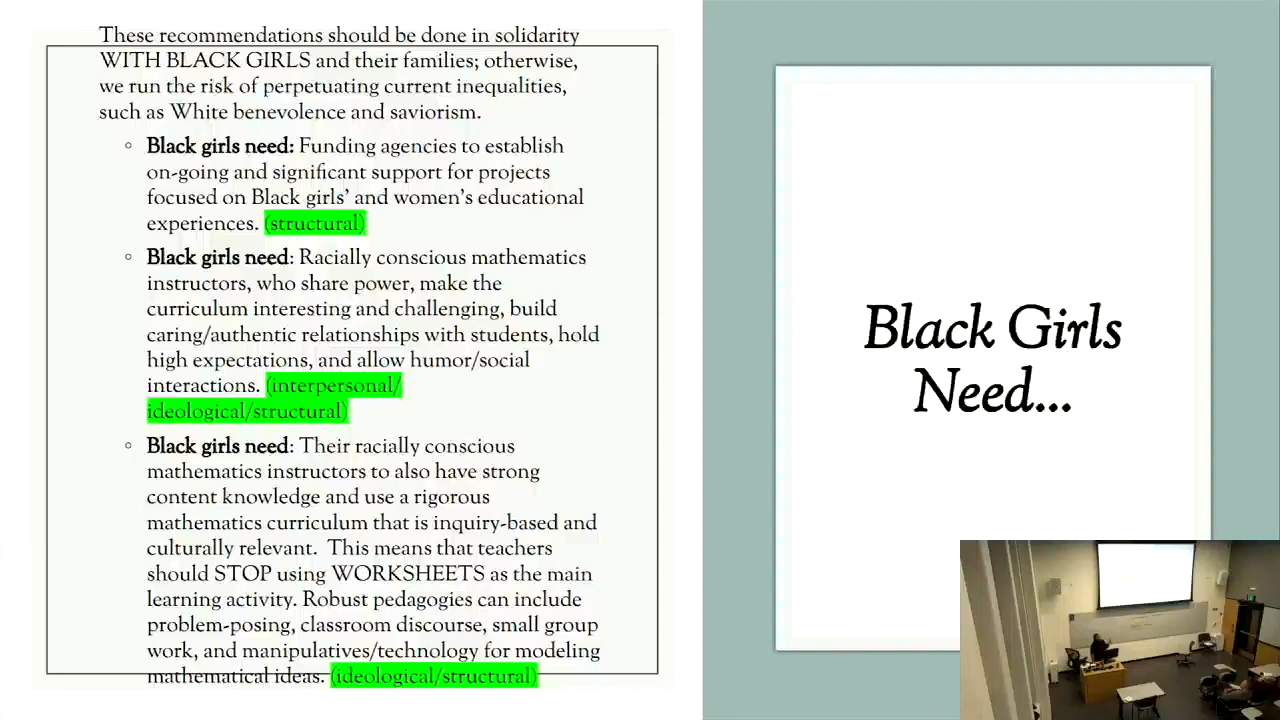 These recommendations should be done in solidarity
WITH BLACK GIRLS and their families; otherwise,
we run the risk of perpetuating current inequalities,
such as White benevolence and saviorism.
◦ Black girls need: Funding agencies to establish
on-going and significant support for projects
focused on Black girls’ and women’s educational
experiences. (structural)
◦ Black girls need: Racially conscious mathematics
instructors, who share power, make the
curriculum interesting and challenging, build
caring/authentic relationships with students, hold
high expectations, and allow humor/social
interactions. (interpersonal/
ideological/structural)
◦ Black girls need: Their racially conscious
mathematics instructors to also have strong
content knowledge and use a rigorous
mathematics curriculum that is inquiry-based and
culturally relevant. This means that teachers
should STOP using WORKSHEETS as the main
learning activity. Robust pedagogies can include
problem-posing, classroom discourse, small group
work, and manipulatives/technology for modeling
mathematical ideas. (ideological/structural)
Black Girls
Need...